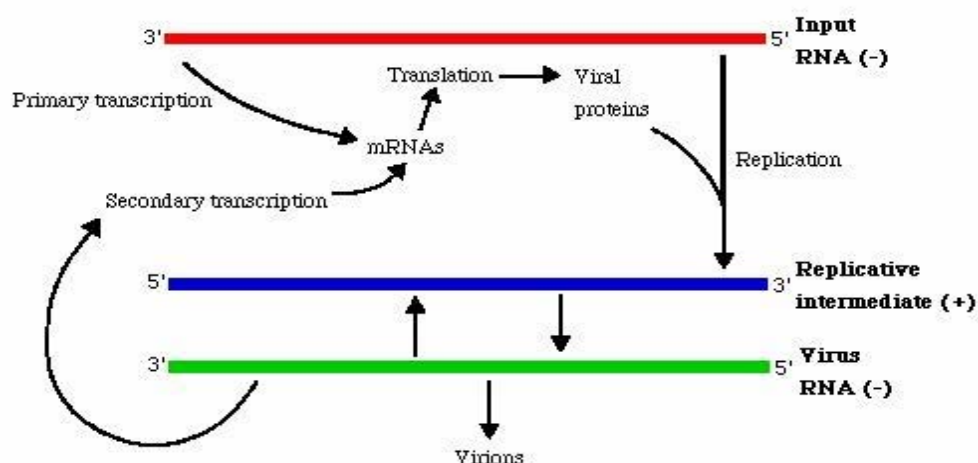 3'
5'
Input
RNA (-)
Translation
Viral
proteins
Primary transcription
mRNAs
Replication
Secondary transcription
5'
3'
Replicative
intermediate (+)
3'
5'
Virus
RNA (-)
Virions